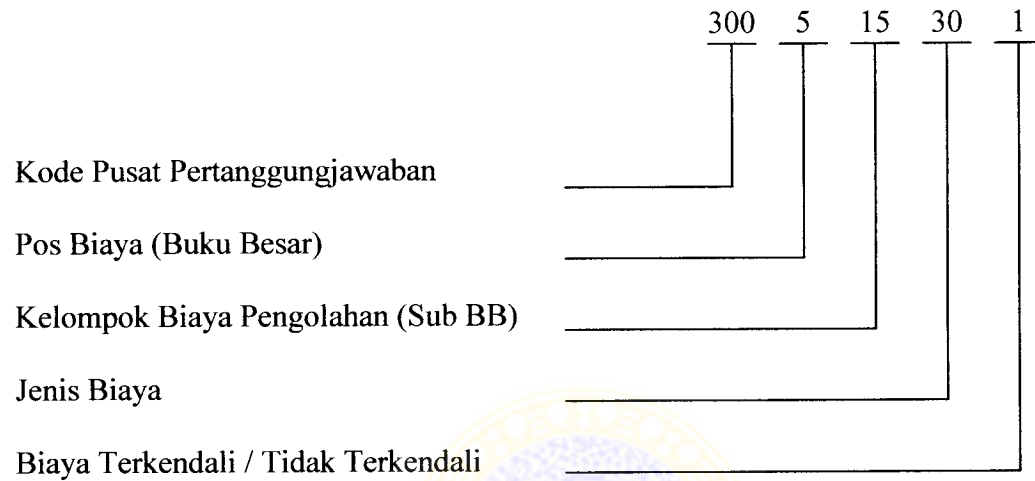 300 5 15 30 1
Kode Pusat Pertanggungjawaban
Pos Biaya (Buku Besar)
Kelompok Biaya Pengolahan (Sub BB)
Jenis Biaya
Biaya Terkendali / Tidak Terkendali